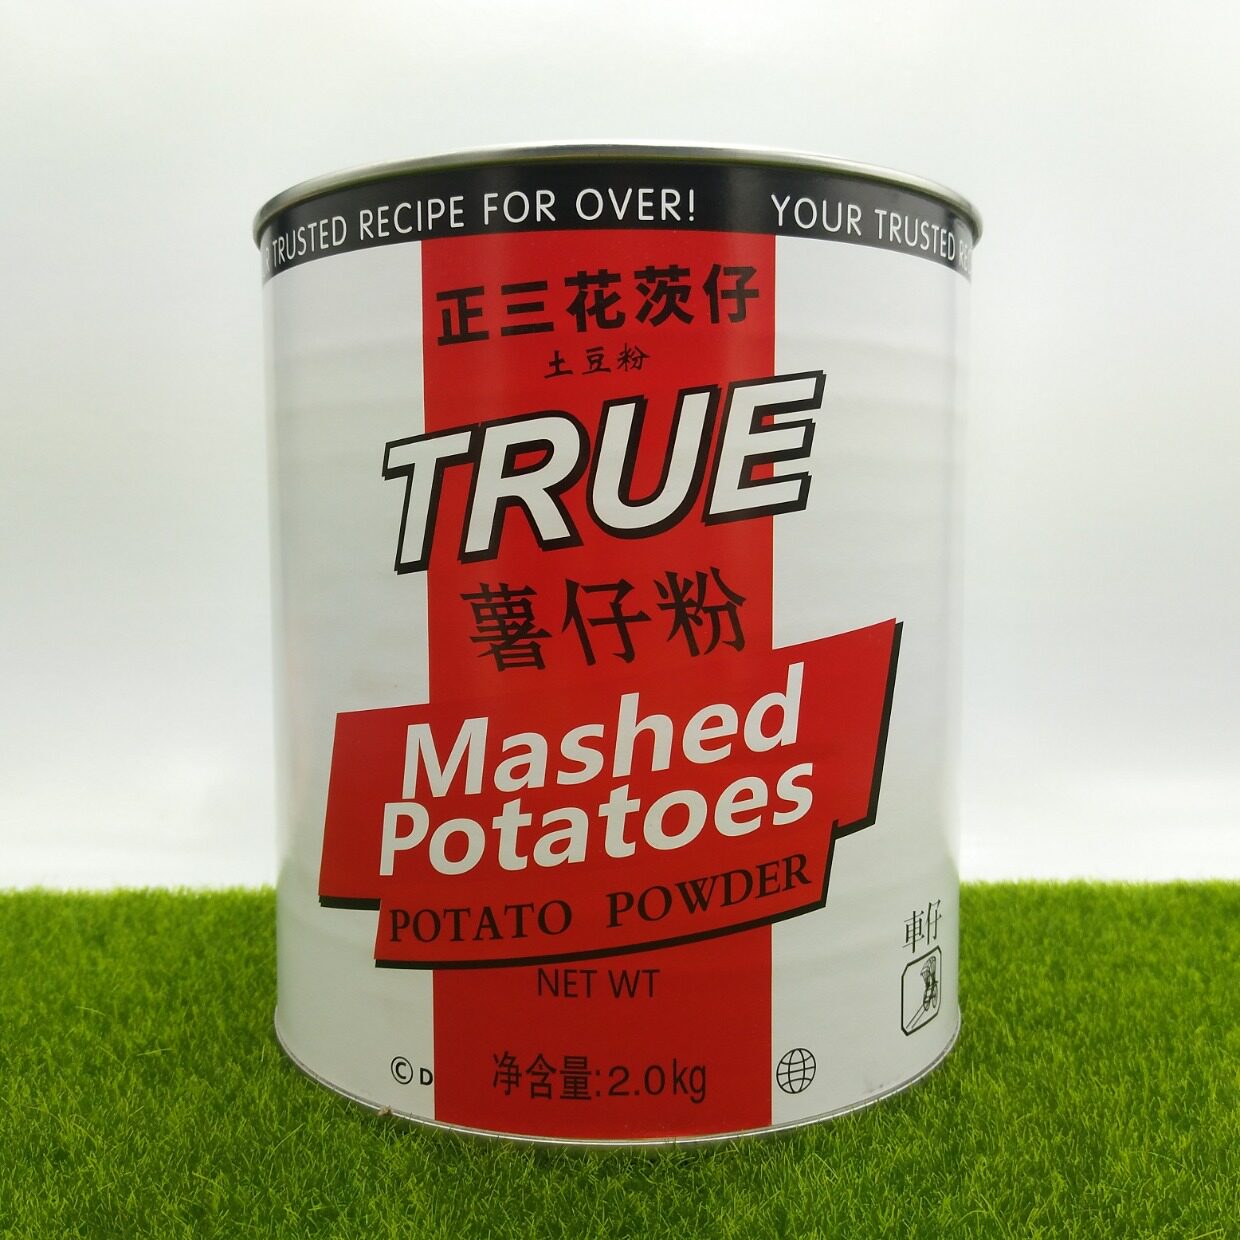 TRUSTED RECIPE FOR OVER! YOUR TRUSTED
正三花茨仔
土豆粉
TRUE
薯仔粉
Mashed
Potatoes
POTATO POWDER
NET WT
車仔
© D
净含量:2.0kg